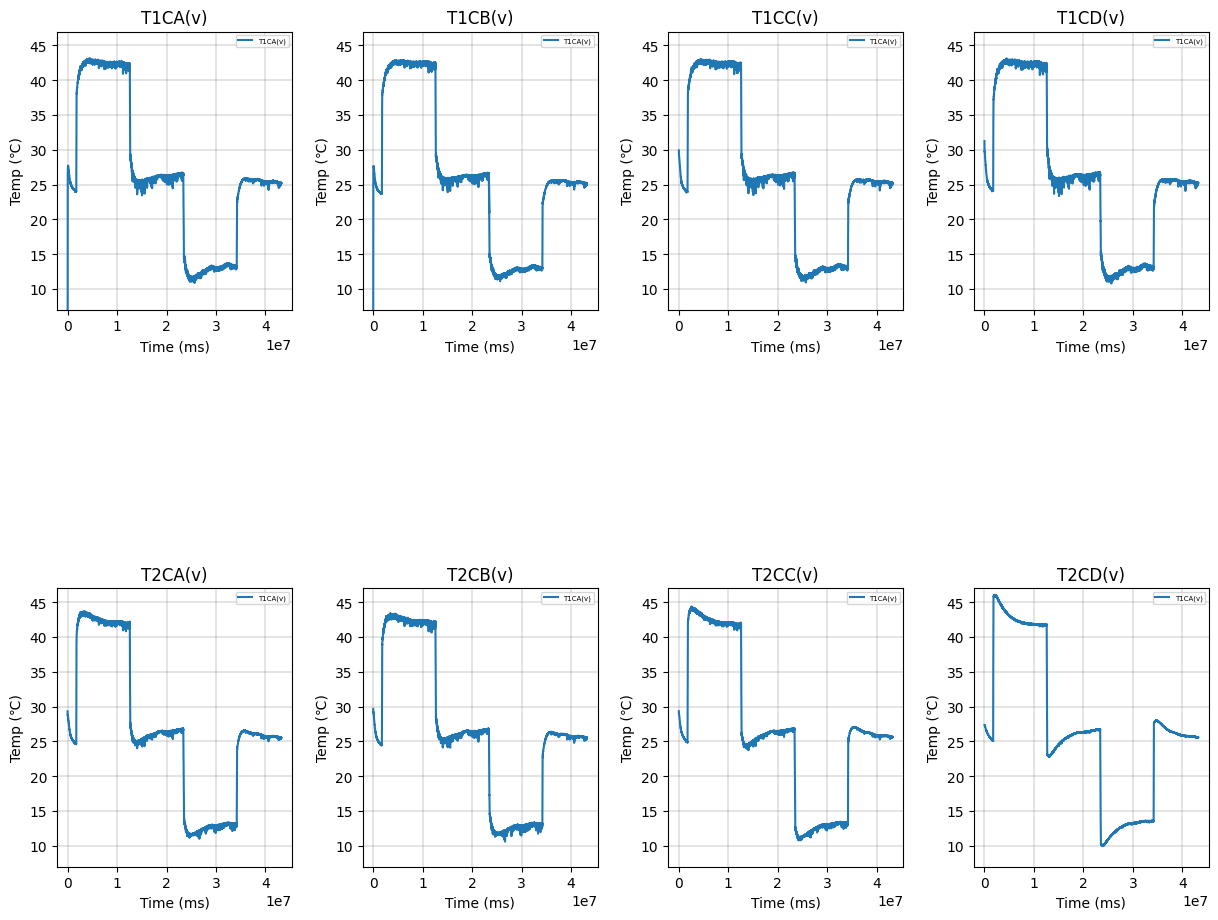 T1CA(v) T1CB(v) T1CC(v) T1CD(v)
T1CA(v) T1CA(v) T1CA(v) T1CA(v)
45 45 45 45
40 40 40 40
35 35 35 35
30 30 30 30
25 25 25 25
20 20 20 20
15 15 15 15
10 10 10 10
Temp (℃) Temp (℃) Temp (℃) Temp (℃)
0 1 2 3 4 0 1 2 3 4 0 1 2 3 4 0 1 2 3 4
Time (ms) 1e7 Time (ms) 1e7 Time (ms) 1e7 Time (ms) 1e7
T2CA(v) T2CB(v) T2CC(v) T2CD(v)
T1CA(v) T1CA(v) T1CA(v) T1CA(v)
45 45 45 45
40 40 40 40
35 35 35 35
30 30 30 30
25 25 25 25
20 20 20 20
15 15 15 15
10 10 10 10
Temp (℃) Temp (℃) Temp (℃) Temp (℃)
0 1 2 3 4 0 1 2 3 4 0 1 2 3 4 0 1 2 3 4
Time (ms) 1e7 Time (ms) 1e7 Time (ms) 1e7 Time (ms) 1e7